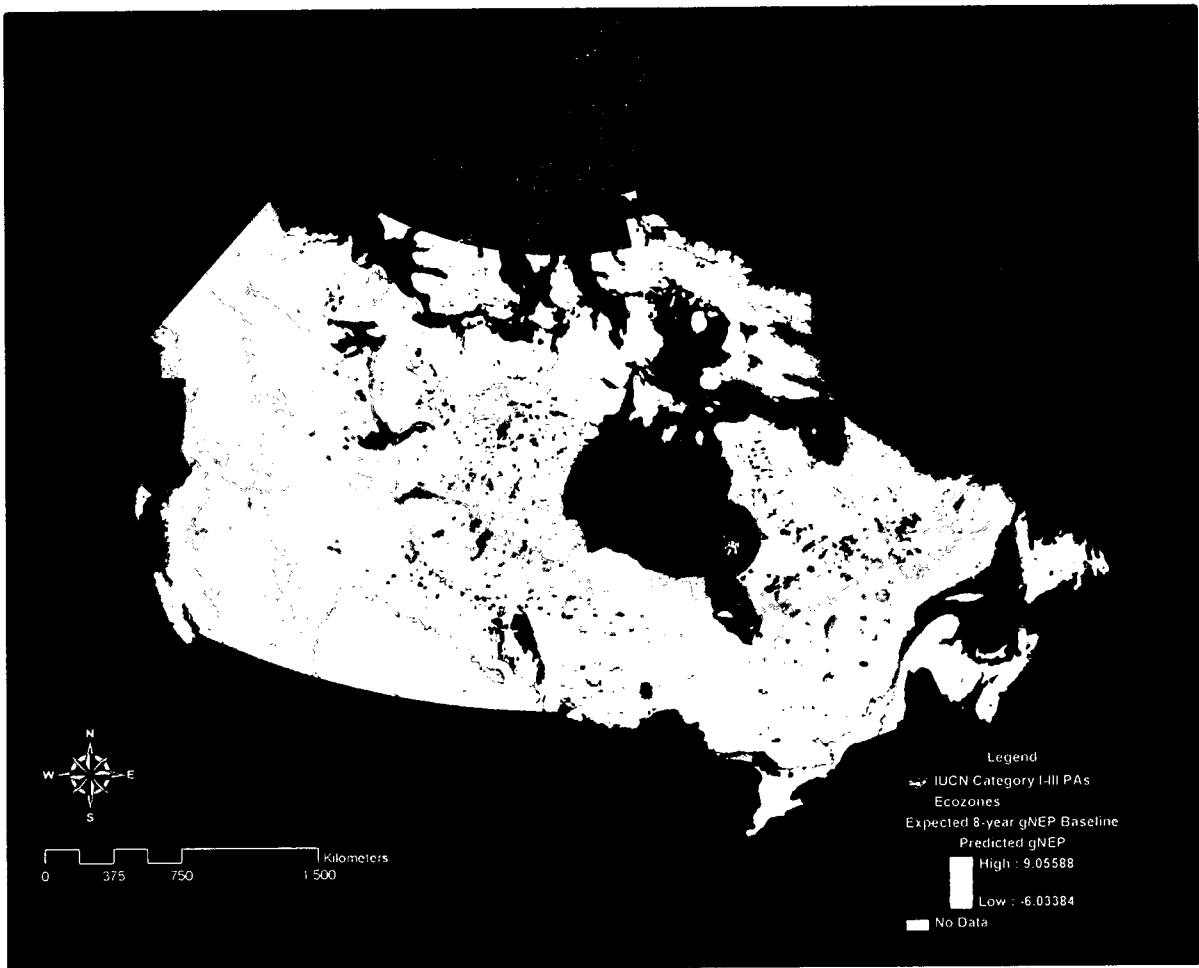 N
W E
S
Kilometers
0 375 750 1 500
Legend
IUCN Category I-III PAs
Ecozones
Expected 8-year gNEP Baseline
Predicted gNEP
High : 9.05588
Low : -6.03384
No Data